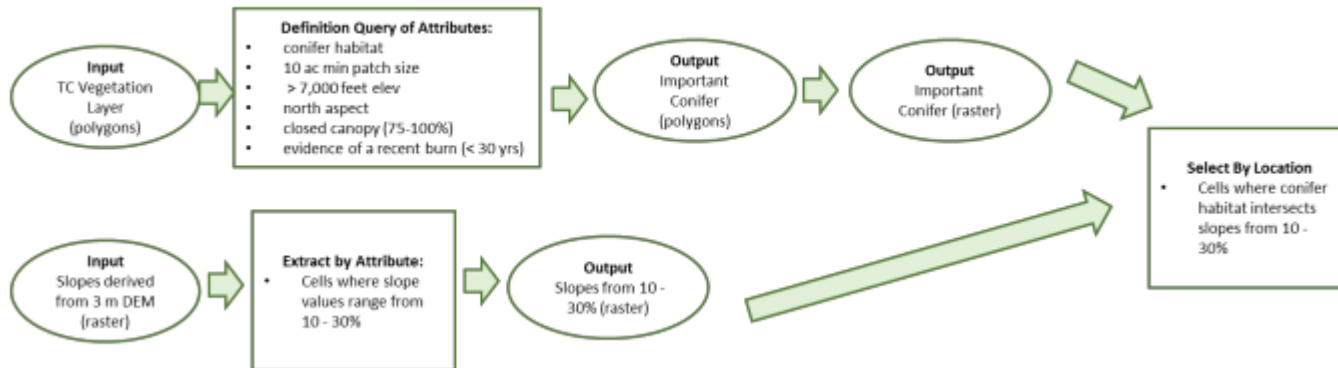 Input
TC Vegetation
Layer
(polygons)
Definition Query of Attributes:
• conifer habitat
• 10 ac min patch size
• > 7,000 feet elev
• north aspect
• closed canopy (75-100%)
• evidence of a recent burn (< 30 yrs)
Output
Important
Conifer
(polygons)
Output
Important
Conifer (raster)
Select By Location
• Cells where conifer
habitat intersects
slopes from 10 -
30%
Input
Slopes derived
from 3 m DEM
(raster)
Extract by Attribute:
• Cells where slope
values range from
10 - 30%
Output
Slopes from 10 -
30% (raster)